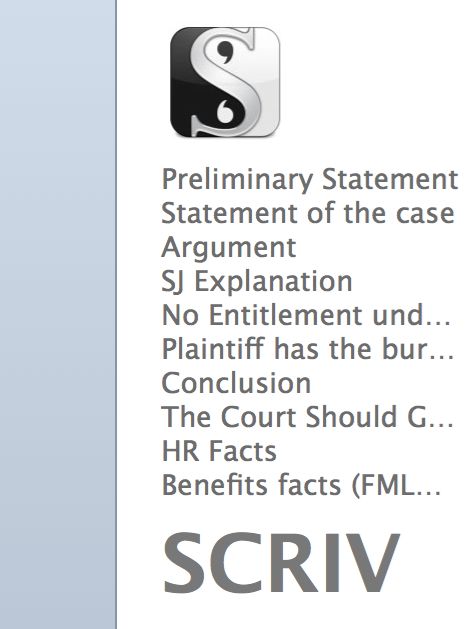 Preliminary Statement
Statement of the case
Argument
SJ Explanation
No Entitlement und…
Plaintiff has the bur…
Conclusion
The Court Should G…
HR Facts
Benefits facts (FML…
SCRIV